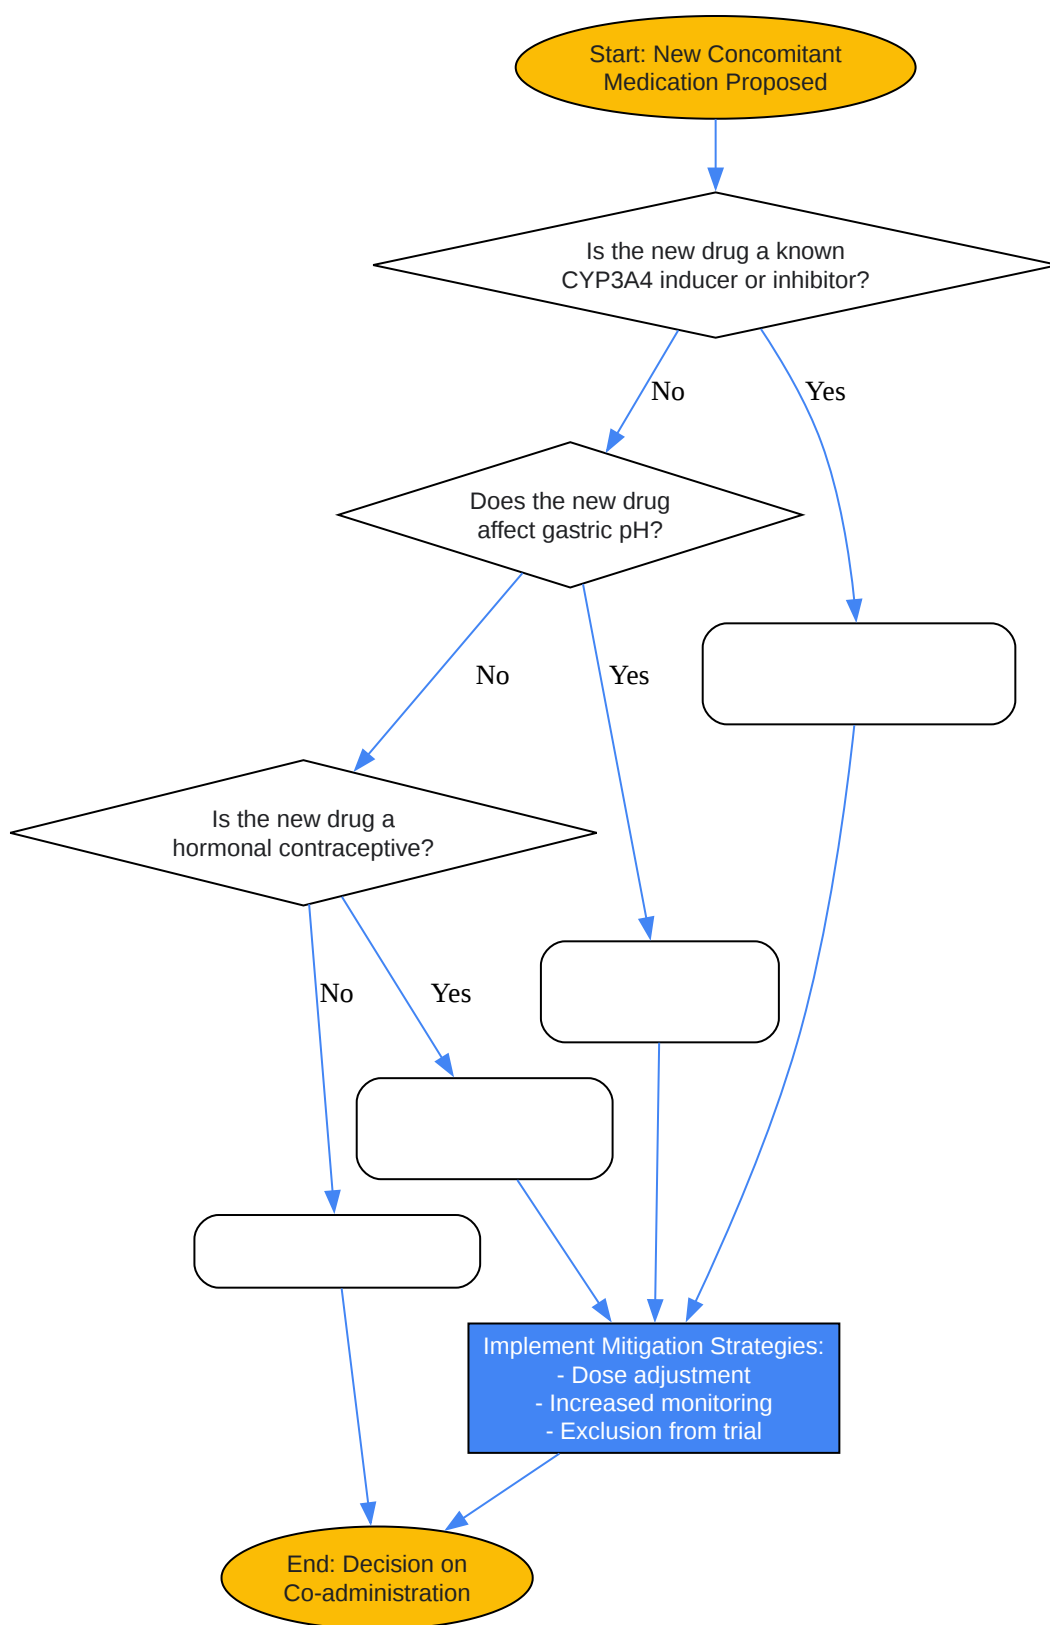 Start: New Concomitant
Medication Proposed
Is the new drug a known
CYP3A4 inducer or inhibitor?
No
Yes
Does the new drug
affect gastric pH?
No
Yes
Is the new drug a
hormonal contraceptive?
No
Yes
Implement Mitigation Strategies:
- Dose adjustment
- Increased monitoring
- Exclusion from trial
End: Decision on
Co-administration